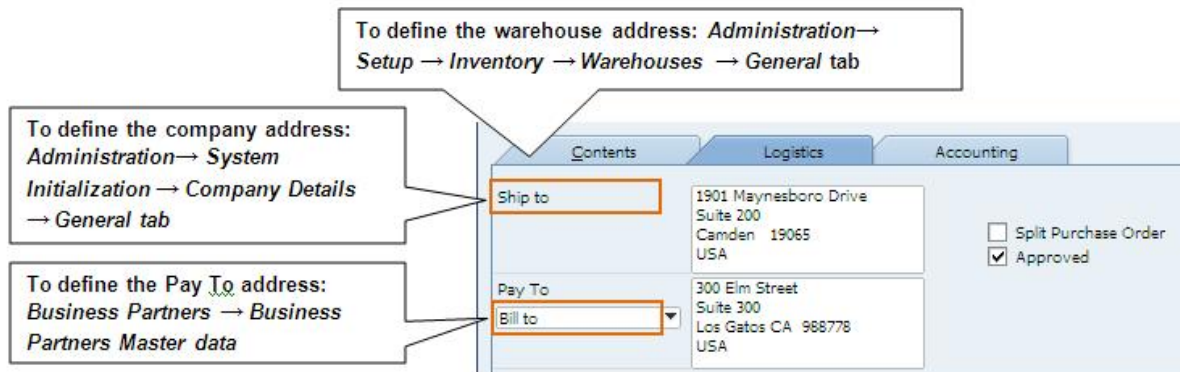 To define the warehouse address: Administration→
Setup → Inventory → Warehouses → General tab
To define the company address:
Administration→ System
Initialization → Company Details
→ General tab
Contents
Logistics
Accounting
Ship to
1901 Maynesboro Drive
Suite 200
Camden 19065
USA
Split Purchase Order
Approved
To define the Pay To address:
Business Partners → Business
Partners Master data
Pay To
Bill to
300 Elm Street
Suite 300
Los Gatos CA 988778
USA